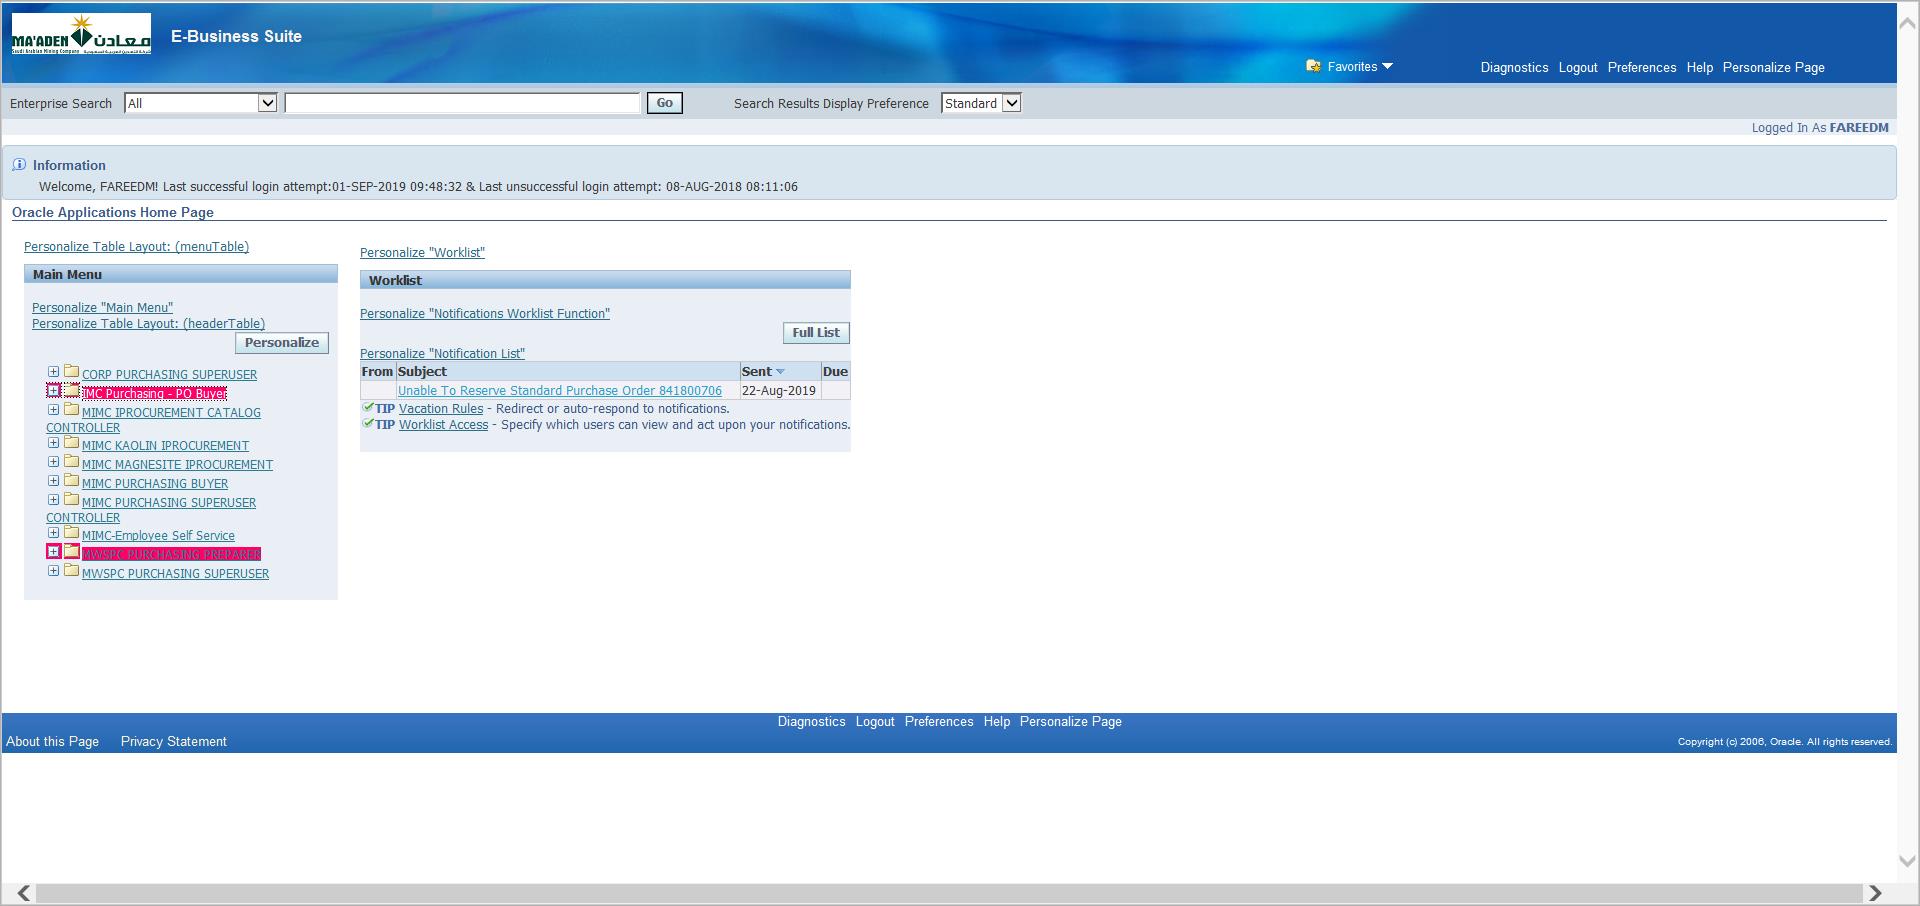 MA'ADEN معادن
Saudi Arabian Mining Company
E-Business Suite
Favorites
Diagnostics Logout Preferences Help Personalize Page
Enterprise Search All Go Search Results Display Preference Standard
Logged In As FAREEDM
Information
Welcome, FAREEDM! Last successful login attempt:01-SEP-2019 09:48:32 & Last unsuccessful login attempt: 08-AUG-2018 08:11:06
Oracle Applications Home Page
Personalize Table Layout: (menuTable)
Main Menu
Personalize "Main Menu"
Personalize Table Layout: (headerTable)
Personalize
CORP PURCHASING SUPERUSER
IMC Purchasing - PO Buyer
MIMC IPROCUREMENT CATALOG
CONTROLLER
MIMC KAOLIN IPROCUREMENT
MIMC MAGNESITE IPROCUREMENT
MIMC PURCHASING BUYER
MIMC PURCHASING SUPERUSER
CONTROLLER
MIMC-Employee Self Service
MWSPC PURCHASING PREPARER
MWSPC PURCHASING SUPERUSER
Personalize "Worklist"
Worklist
Personalize "Notifications Worklist Function"
Full List
Personalize "Notification List"
From Subject Sent Due
Unable To Reserve Standard Purchase Order 841800706 22-Aug-2019
TIP Vacation Rules - Redirect or auto-respond to notifications.
TIP Worklist Access - Specify which users can view and act upon your notifications.
Diagnostics Logout Preferences Help Personalize Page
About this Page Privacy Statement
Copyright (c) 2006, Oracle. All rights reserved.